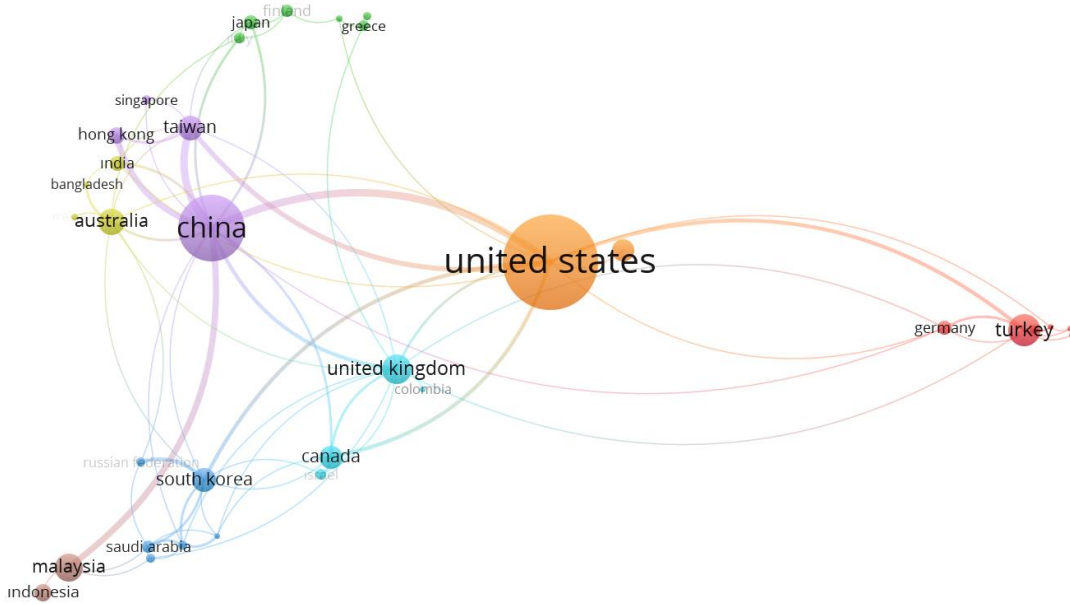 finland
japan
greece
italy
singapore
taiwan
hong kong
ındia
bangladesh
australia
china
united states
germany
turkey
united kingdom
colombia
canada
israel
russian federation
south korea
saudi arabia
malaysia
ındonesia